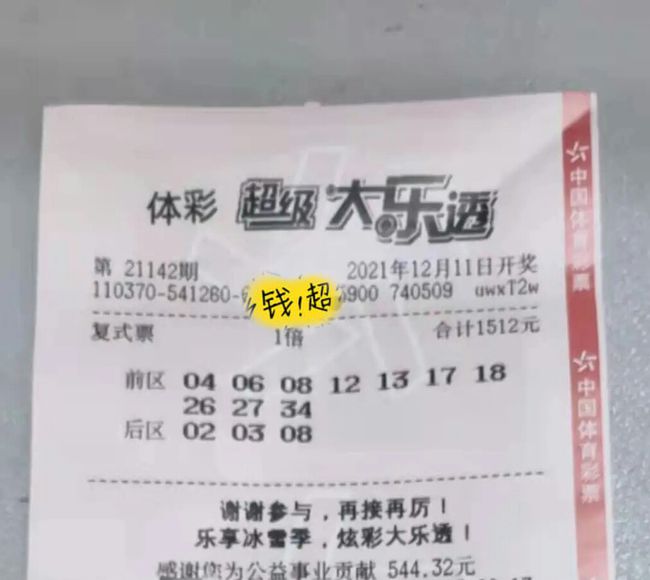 体彩 超级大乐透
第 21142期 2021年12月11日开奖
110370-541260- 钱!超 900 740509 uwxT2w
复式票 1倍 合计1512元
前区 04 06 08 12 13 17 18
26 27 34
后区 02 03 08
谢谢参与，再接再厉！
乐享冰雪季，炫彩大乐透！
感谢您为公益事业贡献 544.32元
中国体育彩票
中国体育彩票